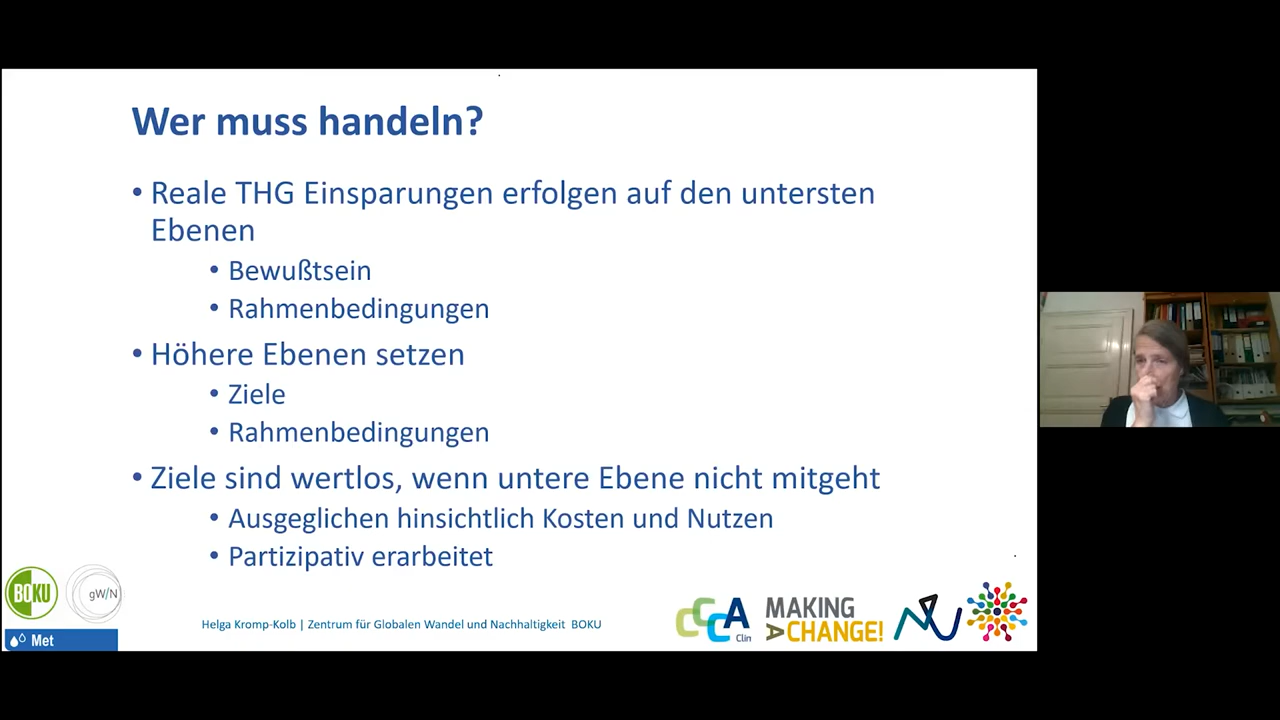 Wer muss handeln?
• Reale THG Einsparungen erfolgen auf den untersten
Ebenen
• Bewußtsein
• Rahmenbedingungen
• Höhere Ebenen setzen
• Ziele
• Rahmenbedingungen
• Ziele sind wertlos, wenn untere Ebene nicht mitgeht
• Ausgeglichen hinsichtlich Kosten und Nutzen
• Partizipativ erarbeitet
BOKU
gW/N
Met
Helga Kromp-Kolb | Zentrum für Globalen Wandel und Nachhaltigkeit BOKU
CCCA
Clin
MAKING
A CHANGE!